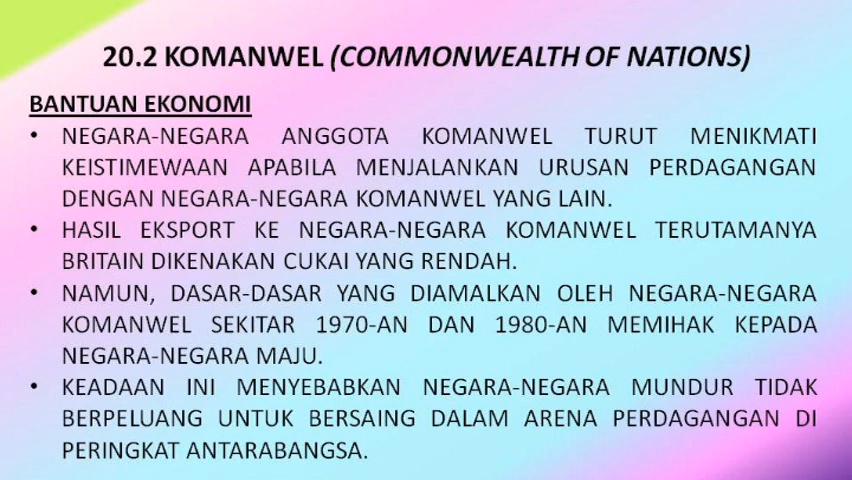 20.2 KOMANWEL (COMMONWEALTH OF NATIONS)
BANTUAN EKONOMI
• NEGARA-NEGARA ANGGOTA KOMANWEL TURUT MENIKMATI
KEISTIMEWAAN APABILA MENJALANKAN URUSAN PERDAGANGAN
DENGAN NEGARA-NEGARA KOMANWEL YANG LAIN.
• HASIL EKSPORT KE NEGARA-NEGARA KOMANWEL TERUTAMANYA
BRITAIN DIKENAKAN CUKAI YANG RENDAH.
• NAMUN, DASAR-DASAR YANG DIAMALKAN OLEH NEGARA-NEGARA
KOMANWEL SEKITAR 1970-AN DAN 1980-AN MEMIHAK KEPADA
NEGARA-NEGARA MAJU.
• KEADAAN INI MENYEBABKAN NEGARA-NEGARA MUNDUR TIDAK
BERPELUANG UNTUK BERSAING DALAM ARENA PERDAGANGAN DI
PERINGKAT ANTARABANGSA.